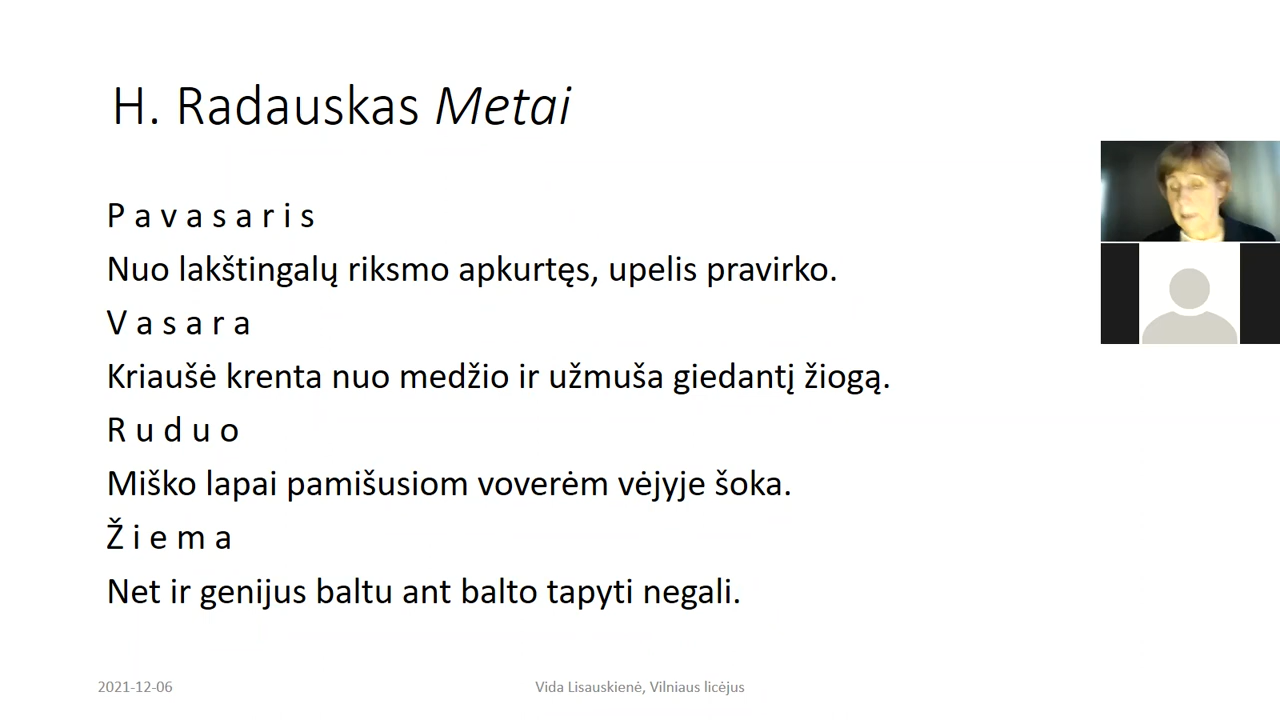 H. Radauskas Metai
P a v a s a r i s
Nuo lakštingalų riksmo apkurtęs, upelis pravirko.
V a s a r a
Kriaušė krenta nuo medžio ir užmuša giedantį žiogą.
R u d u o
Miško lapai pamišusiom voverėm vėjyje šoka.
Ž i e m a
Net ir genijus baltu ant balto tapyti negali.
2021-12-06
Vida Lisauskienė, Vilniaus licėjus